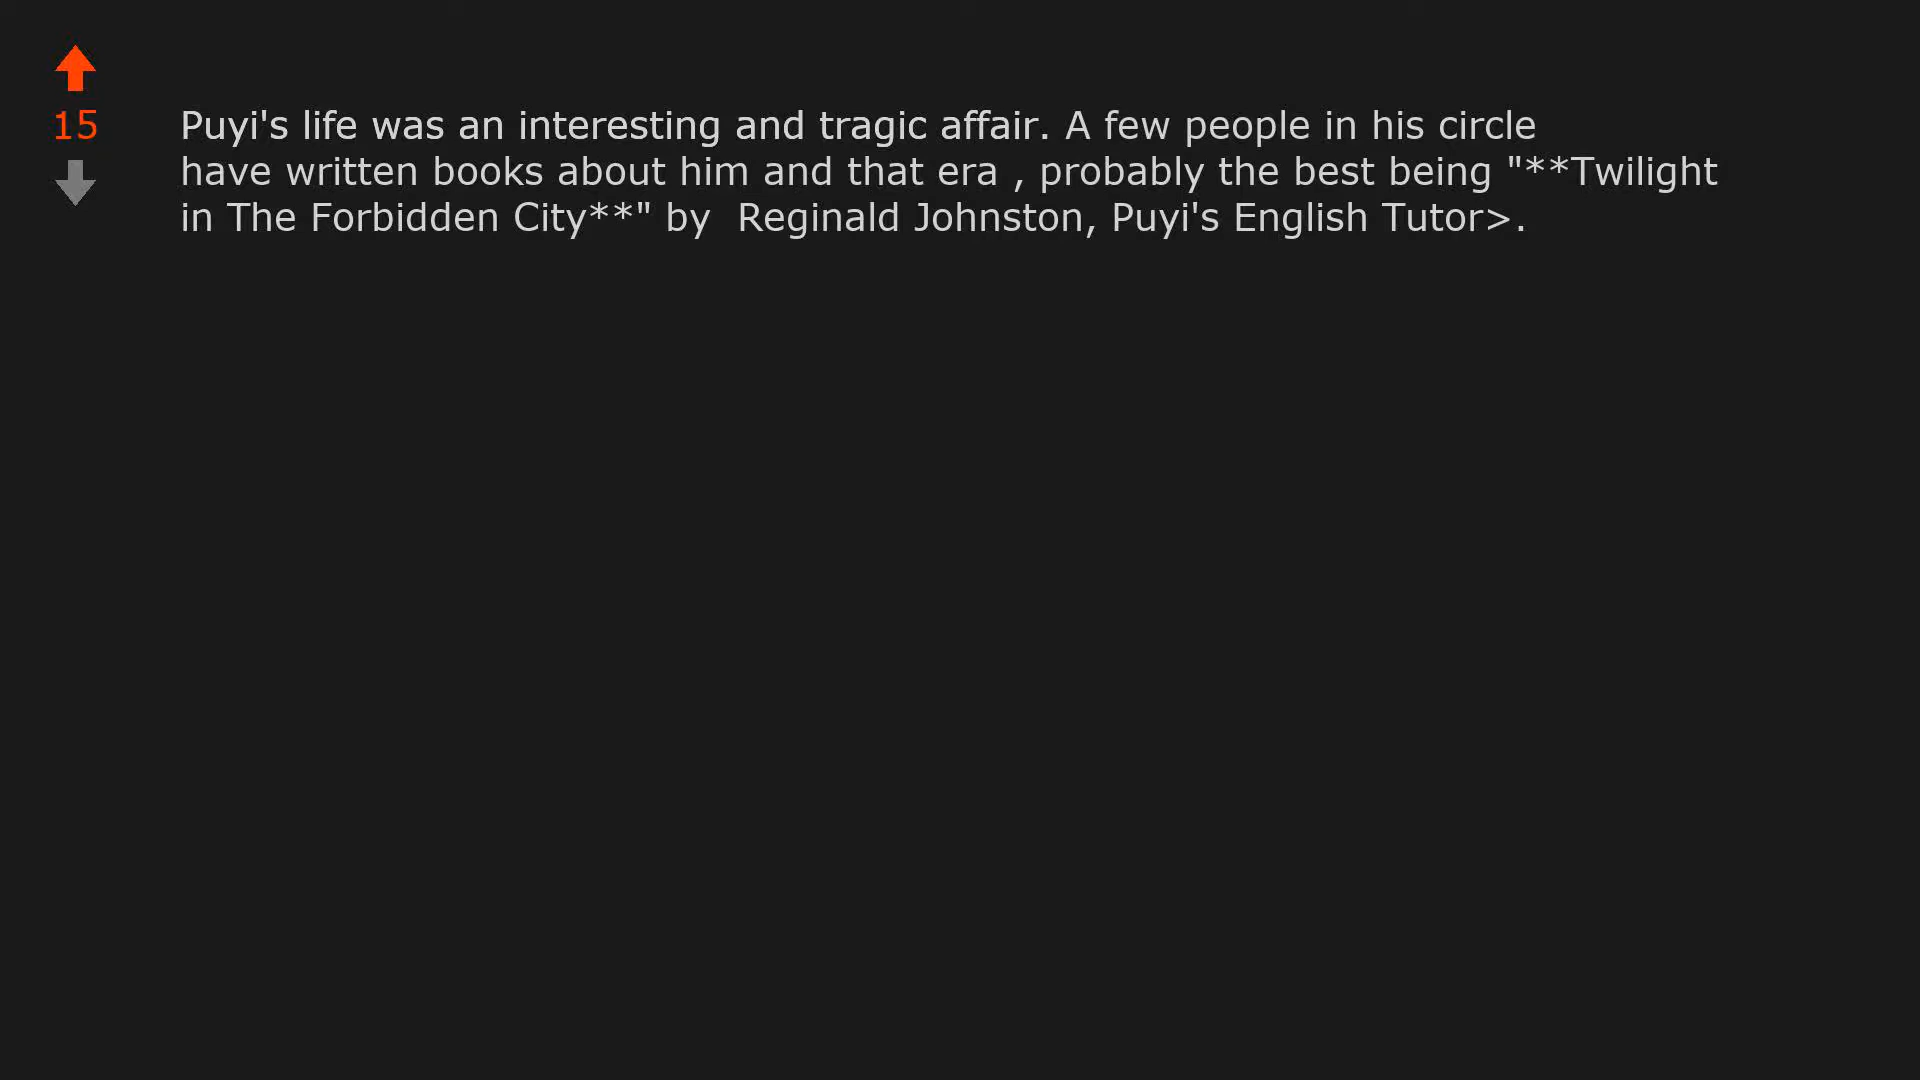 15
Puyi's life was an interesting and tragic affair. A few people in his circle
have written books about him and that era , probably the best being "**Twilight
in The Forbidden City**" by  Reginald Johnston, Puyi's English Tutor>.